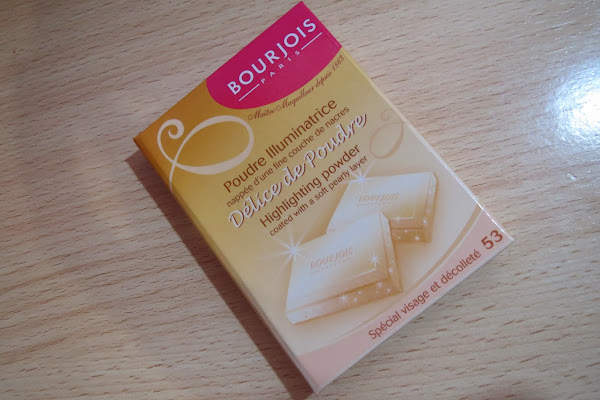 BOURJOIS
PARIS
Maître Maquilleur depuis 1863
Poudre Illuminatrice
nappée d'une fine couche de nacres
Délice de Poudre
Highlighting powder
coated with a soft pearly layer
BOURJOIS
BOURJOIS
Spécial visage et décolleté 53